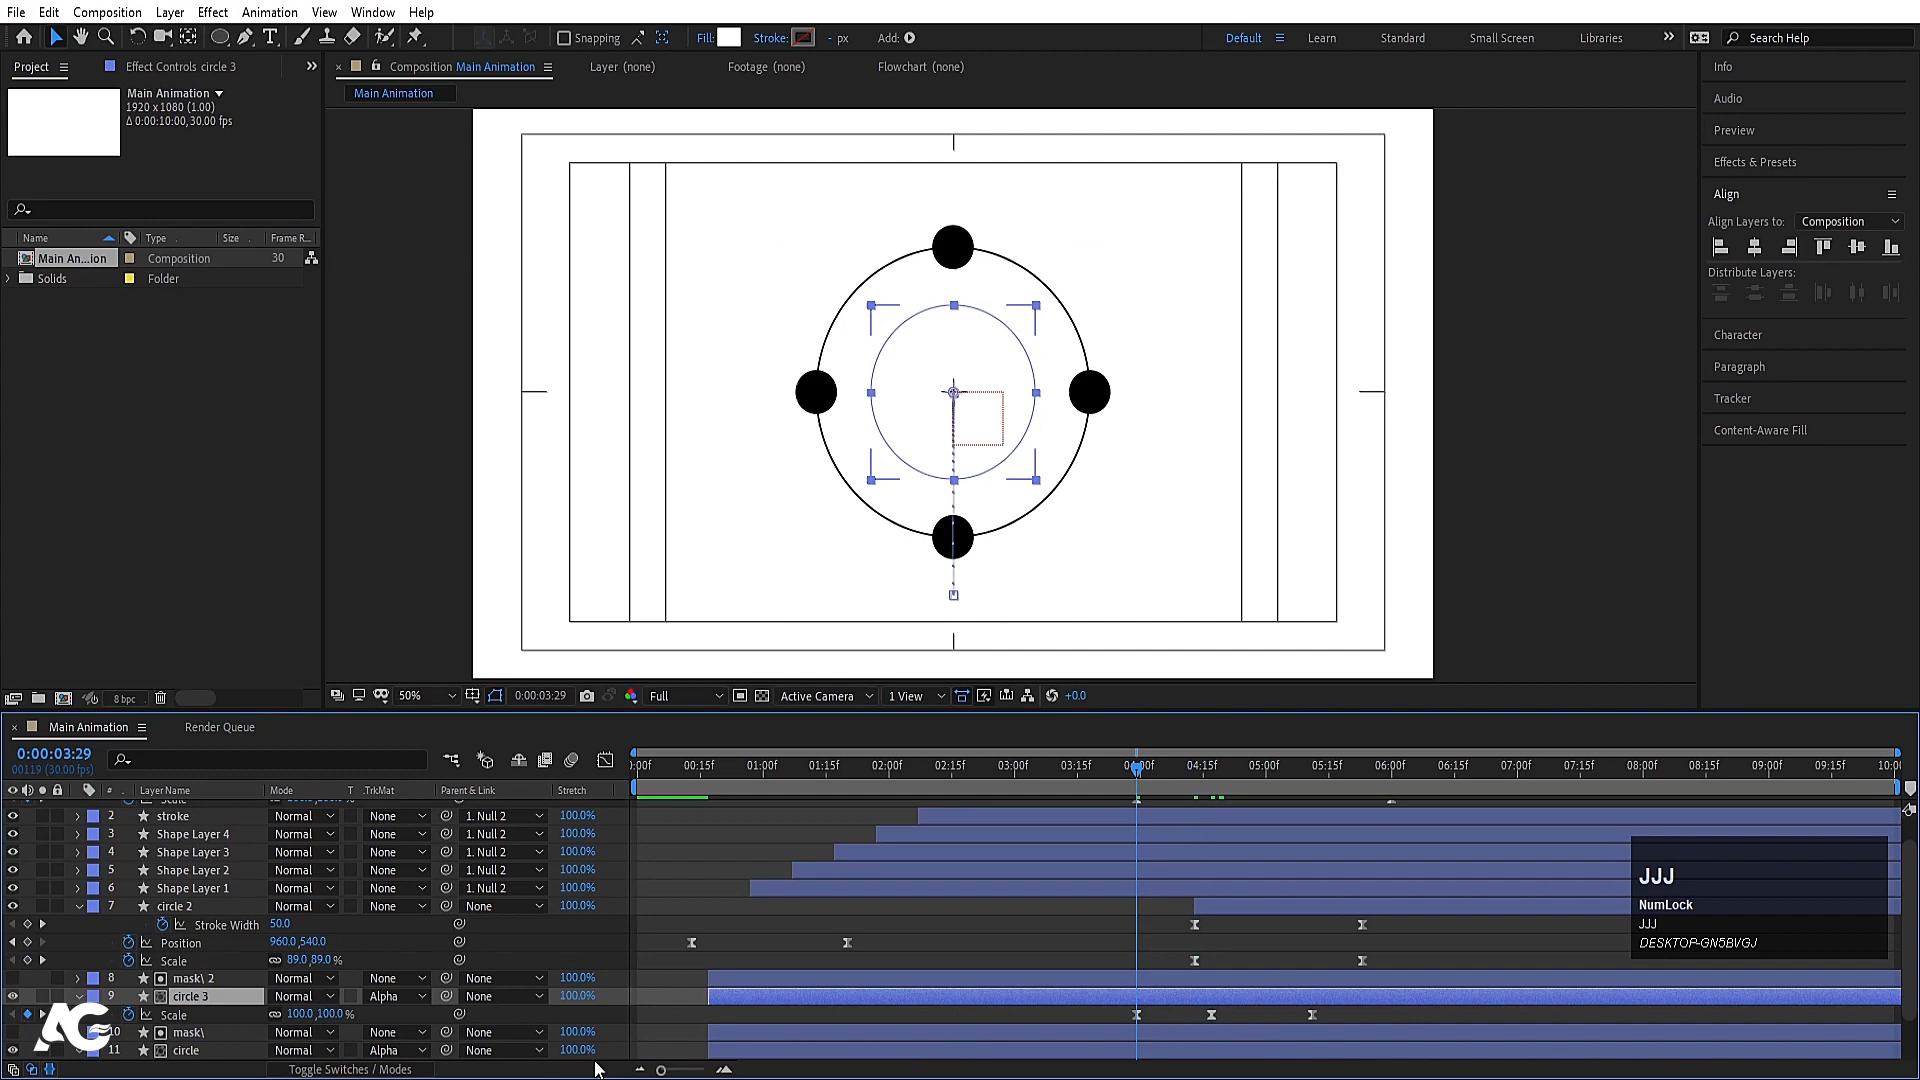 File Edit Composition Layer Effect Animation View Window Help
Snapping Fill: Stroke: - px Add: Default Learn Standard Small Screen Libraries Search Help
Project Effect Controls circle 3 Composition Main Animation Layer (none) Footage (none) Flowchart (none) Info
Main Animation
Main Animation
1920 x 1080 (1.00)
Δ 0:00:10:00, 30.00 fps
Audio
Preview
Effects & Presets
Align
Align Layers to: Composition
Distribute Layers:
Character
Paragraph
Tracker
Content-Aware Fill
Name Type Size Frame R...
Main An...ion Composition 30
Solids Folder
8 bpc 50% 0:00:03:29 Full Active Camera 1 View +0.0
Main Animation Render Queue
0:00:03:29
00119 (30.00 fps)
:00f 00:15f 01:00f 01:15f 02:00f 02:15f 03:00f 03:15f 04:00f 04:15f 05:00f 05:15f 06:00f 06:15f 07:00f 07:15f 08:00f 08:15f 09:00f 09:15f 10:0
# Layer Name Mode T .TrkMat Parent & Link Stretch
2 stroke Normal None 1. Null 2 100.0%
3 Shape Layer 4 Normal None 1. Null 2 100.0%
4 Shape Layer 3 Normal None 1. Null 2 100.0%
5 Shape Layer 2 Normal None 1. Null 2 100.0%
6 Shape Layer 1 Normal None 1. Null 2 100.0%
7 circle 2 Normal None None 100.0%
Stroke Width 50.0
Position 960.0,540.0
Scale 89.0,89.0%
8 mask\ 2 Normal None None 100.0%
9 circle 3 Normal Alpha None 100.0%
Scale 100.0,100.0%
10 mask\ Normal None None 100.0%
11 circle Normal Alpha None 100.0%
Toggle Switches / Modes
JJJ
NumLock
JJJ
DESKTOP-GN5BVGJ
AG